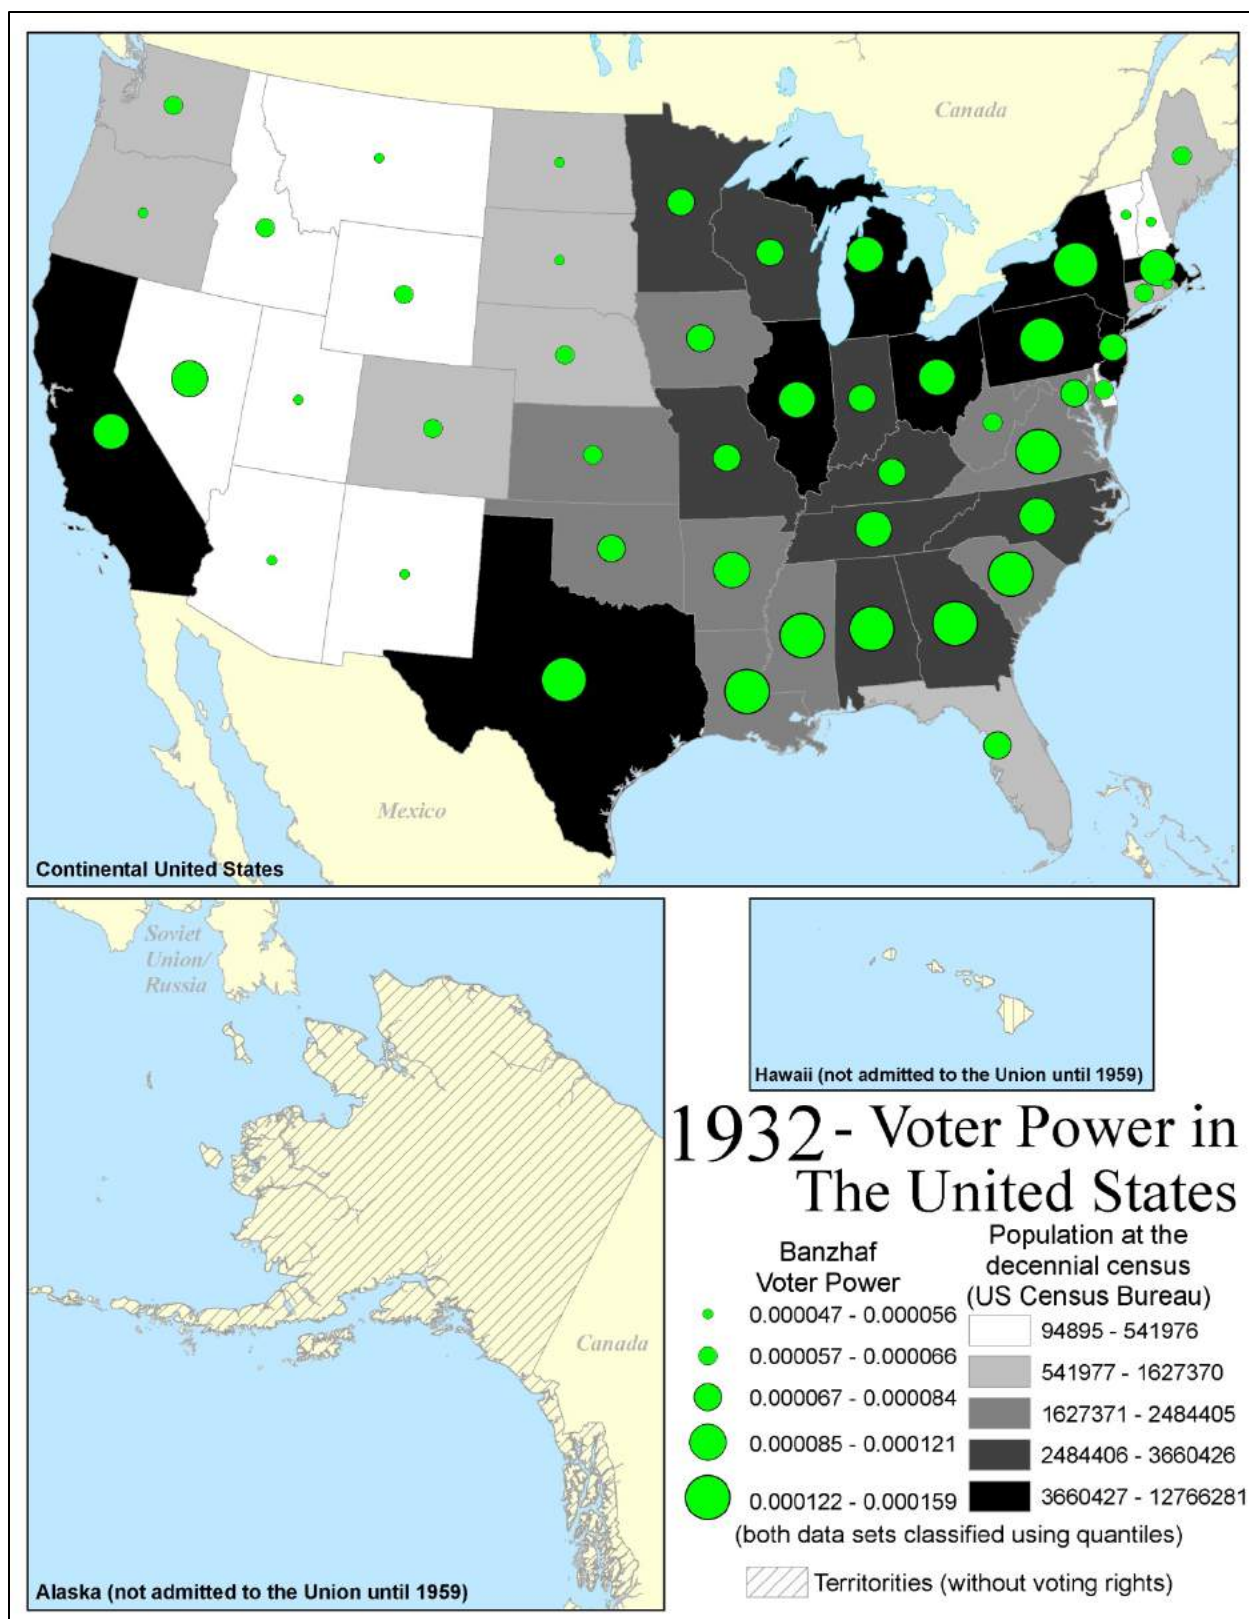 Canada
Mexico
Continental United States
Soviet
Union/
Russia
Canada
Alaska (not admitted to the Union until 1959)
Hawaii (not admitted to the Union until 1959)
1932 - Voter Power in
The United States
Banzhaf
Voter Power
0.000047 - 0.000056
0.000057 - 0.000066
0.000067 - 0.000084
0.000085 - 0.000121
0.000122 - 0.000159
Population at the
decennial census
(US Census Bureau)
94895 - 541976
541977 - 1627370
1627371 - 2484405
2484406 - 3660426
3660427 - 12766281
(both data sets classified using quantiles)
Territorities (without voting rights)